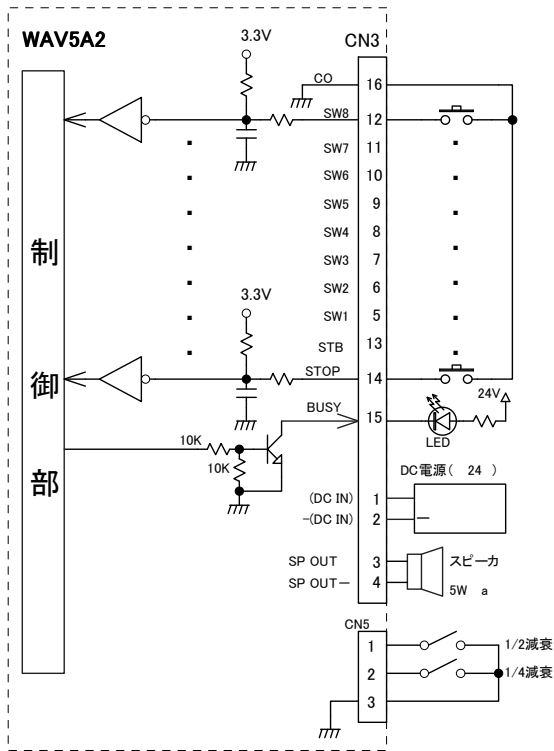 WAV5A2
3.3V
CN3
CO
16
SW8
12
SW7
11
SW6
10
SW5
9
SW4
8
SW3
7
SW2
6
SW1
5
3.3V
STB
13
STOP
14
24V
BUSY
15
LED
制
御
部
10K
10K
DC電源( 24 )
(DC IN)
1
-(DC IN)
2
SP OUT
3
スピーカ
SP OUT-
4
5W a
CN5
1
1/2減衰
2
1/4減衰
3